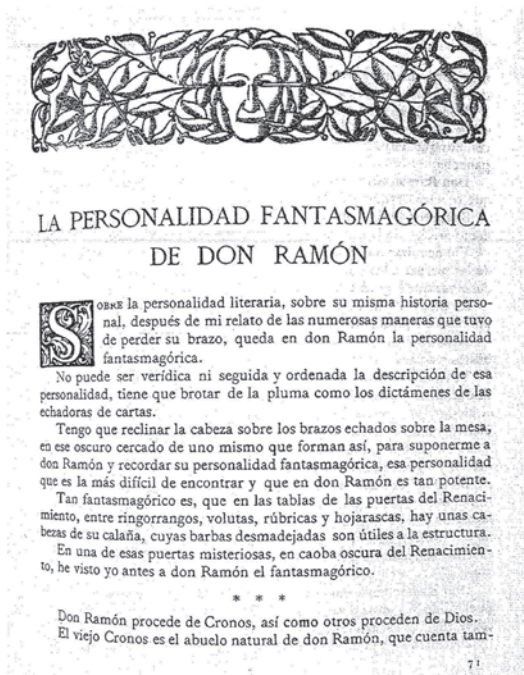 LA PERSONALIDAD FANTASMAGÓRICA
DE DON RAMÓN
SOBRE la personalidad literaria, sobre su misma historia perso-
nal, después de mi relato de las numerosas maneras que tuvo
de perder su brazo, queda en don Ramón la personalidad
fantasmagórica.
No puede ser verídica ni seguida y ordenada la descripción de esa
personalidad, tiene que brotar de la pluma como los dictámenes de las
echadoras de cartas.
Tengo que reclinar la cabeza sobre los brazos echados sobre la mesa,
en ese oscuro cercado de uno mismo que forman así, para suponerme a
don Ramón y recordar su personalidad fantasmagórica, esa personalidad
que es la más difícil de encontrar y que en don Ramón es tan potente.
Tan fantasmagórico es, que en las tablas de las puertas del Renaci-
miento, entre ringorrangos, volutas, rúbricas y hojarascas, hay unas ca-
bezas de su calaña, cuyas barbas desmadejadas son útiles a la estructura.
En una de esas puertas misteriosas, en caoba oscura del Renacimien-
to, he visto yo antes a don Ramón el fantasmagórico.
* * *
Don Ramón procede de Cronos, así como otros proceden de Dios.
El viejo Cronos es el abuelo natural de don Ramón, que cuenta tam-
71